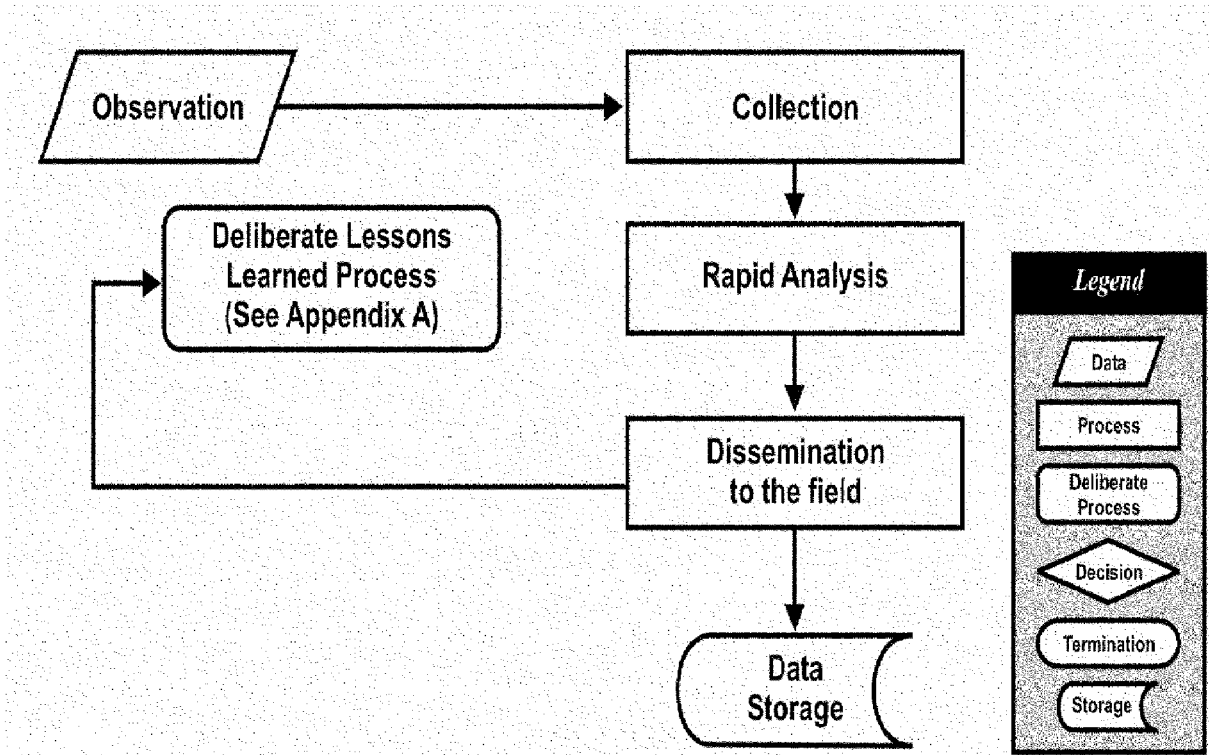 Observation
Collection
Deliberate Lessons
Learned Process
(See Appendix A)
Rapid Analysis
Dissemination
to the field
Data
Storage
Legend
Data
Process
Deliberate
Process
Decision
Termination
Storage